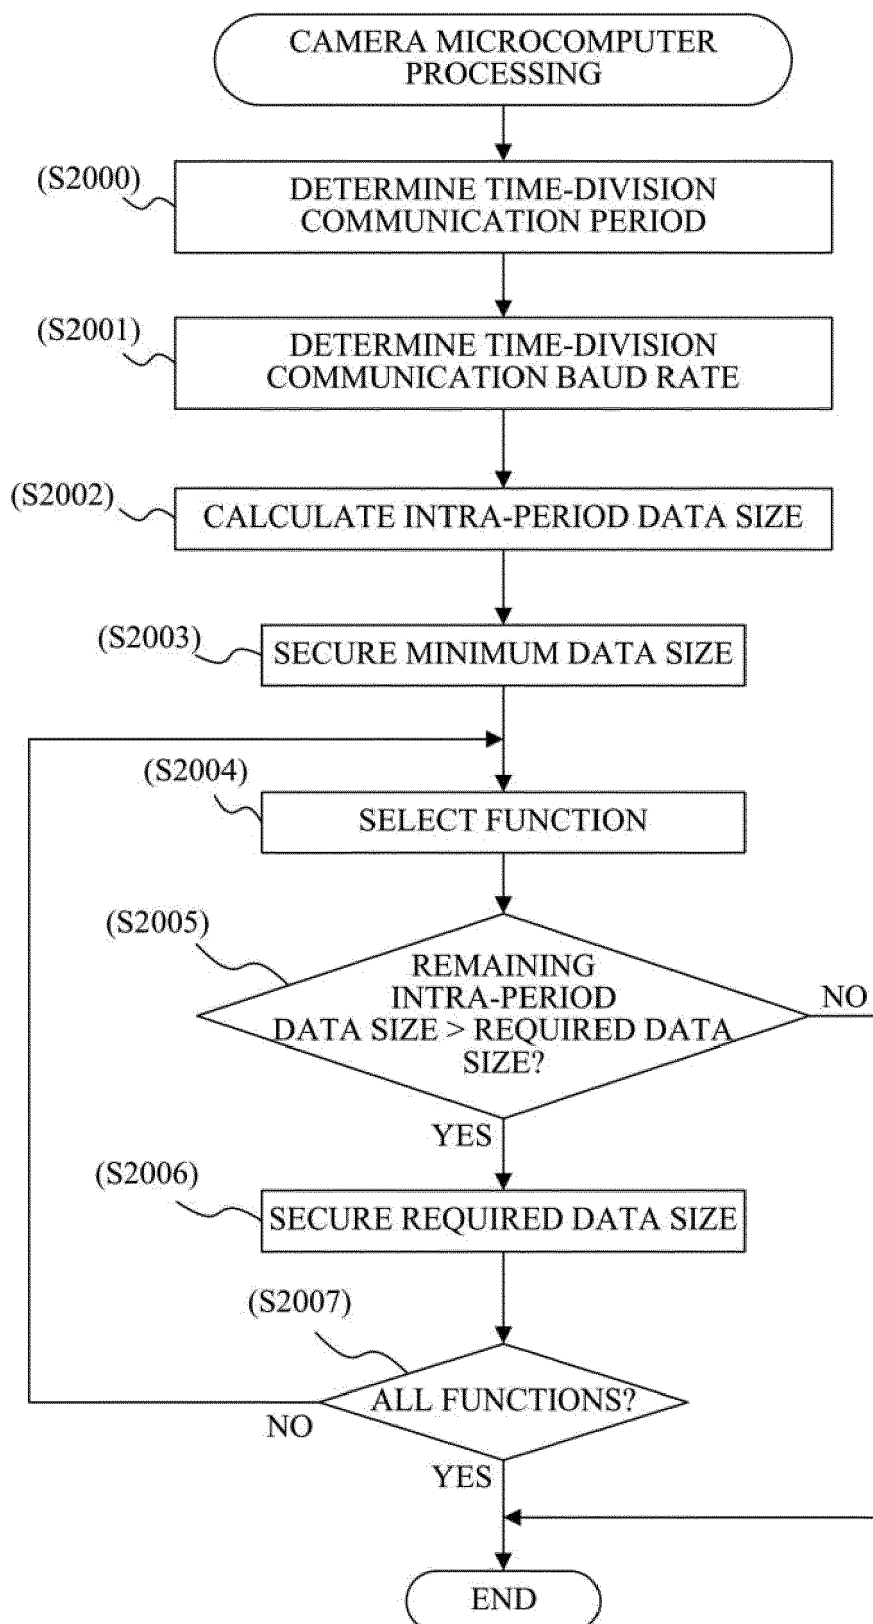 CAMERA MICROCOMPUTER
PROCESSING
(S2000)
DETERMINE TIME-DIVISION
COMMUNICATION PERIOD
(S2001)
DETERMINE TIME-DIVISION
COMMUNICATION BAUD RATE
(S2002)
CALCULATE INTRA-PERIOD DATA SIZE
(S2003)
SECURE MINIMUM DATA SIZE
(S2004)
SELECT FUNCTION
(S2005)
REMAINING
INTRA-PERIOD
DATA SIZE > REQUIRED DATA
SIZE?
NO
YES
(S2006)
SECURE REQUIRED DATA SIZE
(S2007)
ALL FUNCTIONS?
NO
YES
END